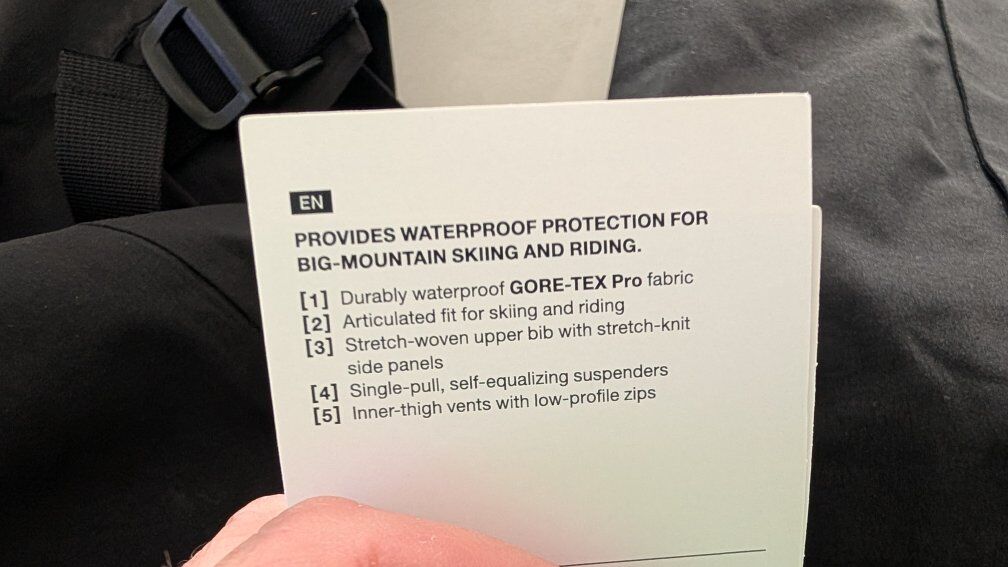 EN
PROVIDES WATERPROOF PROTECTION FOR
BIG-MOUNTAIN SKIING AND RIDING.
[1] Durably waterproof GORE-TEX Pro fabric
[2] Articulated fit for skiing and riding
[3] Stretch-woven upper bib with stretch-knit
side panels
[4] Single-pull, self-equalizing suspenders
[5] Inner-thigh vents with low-profile zips